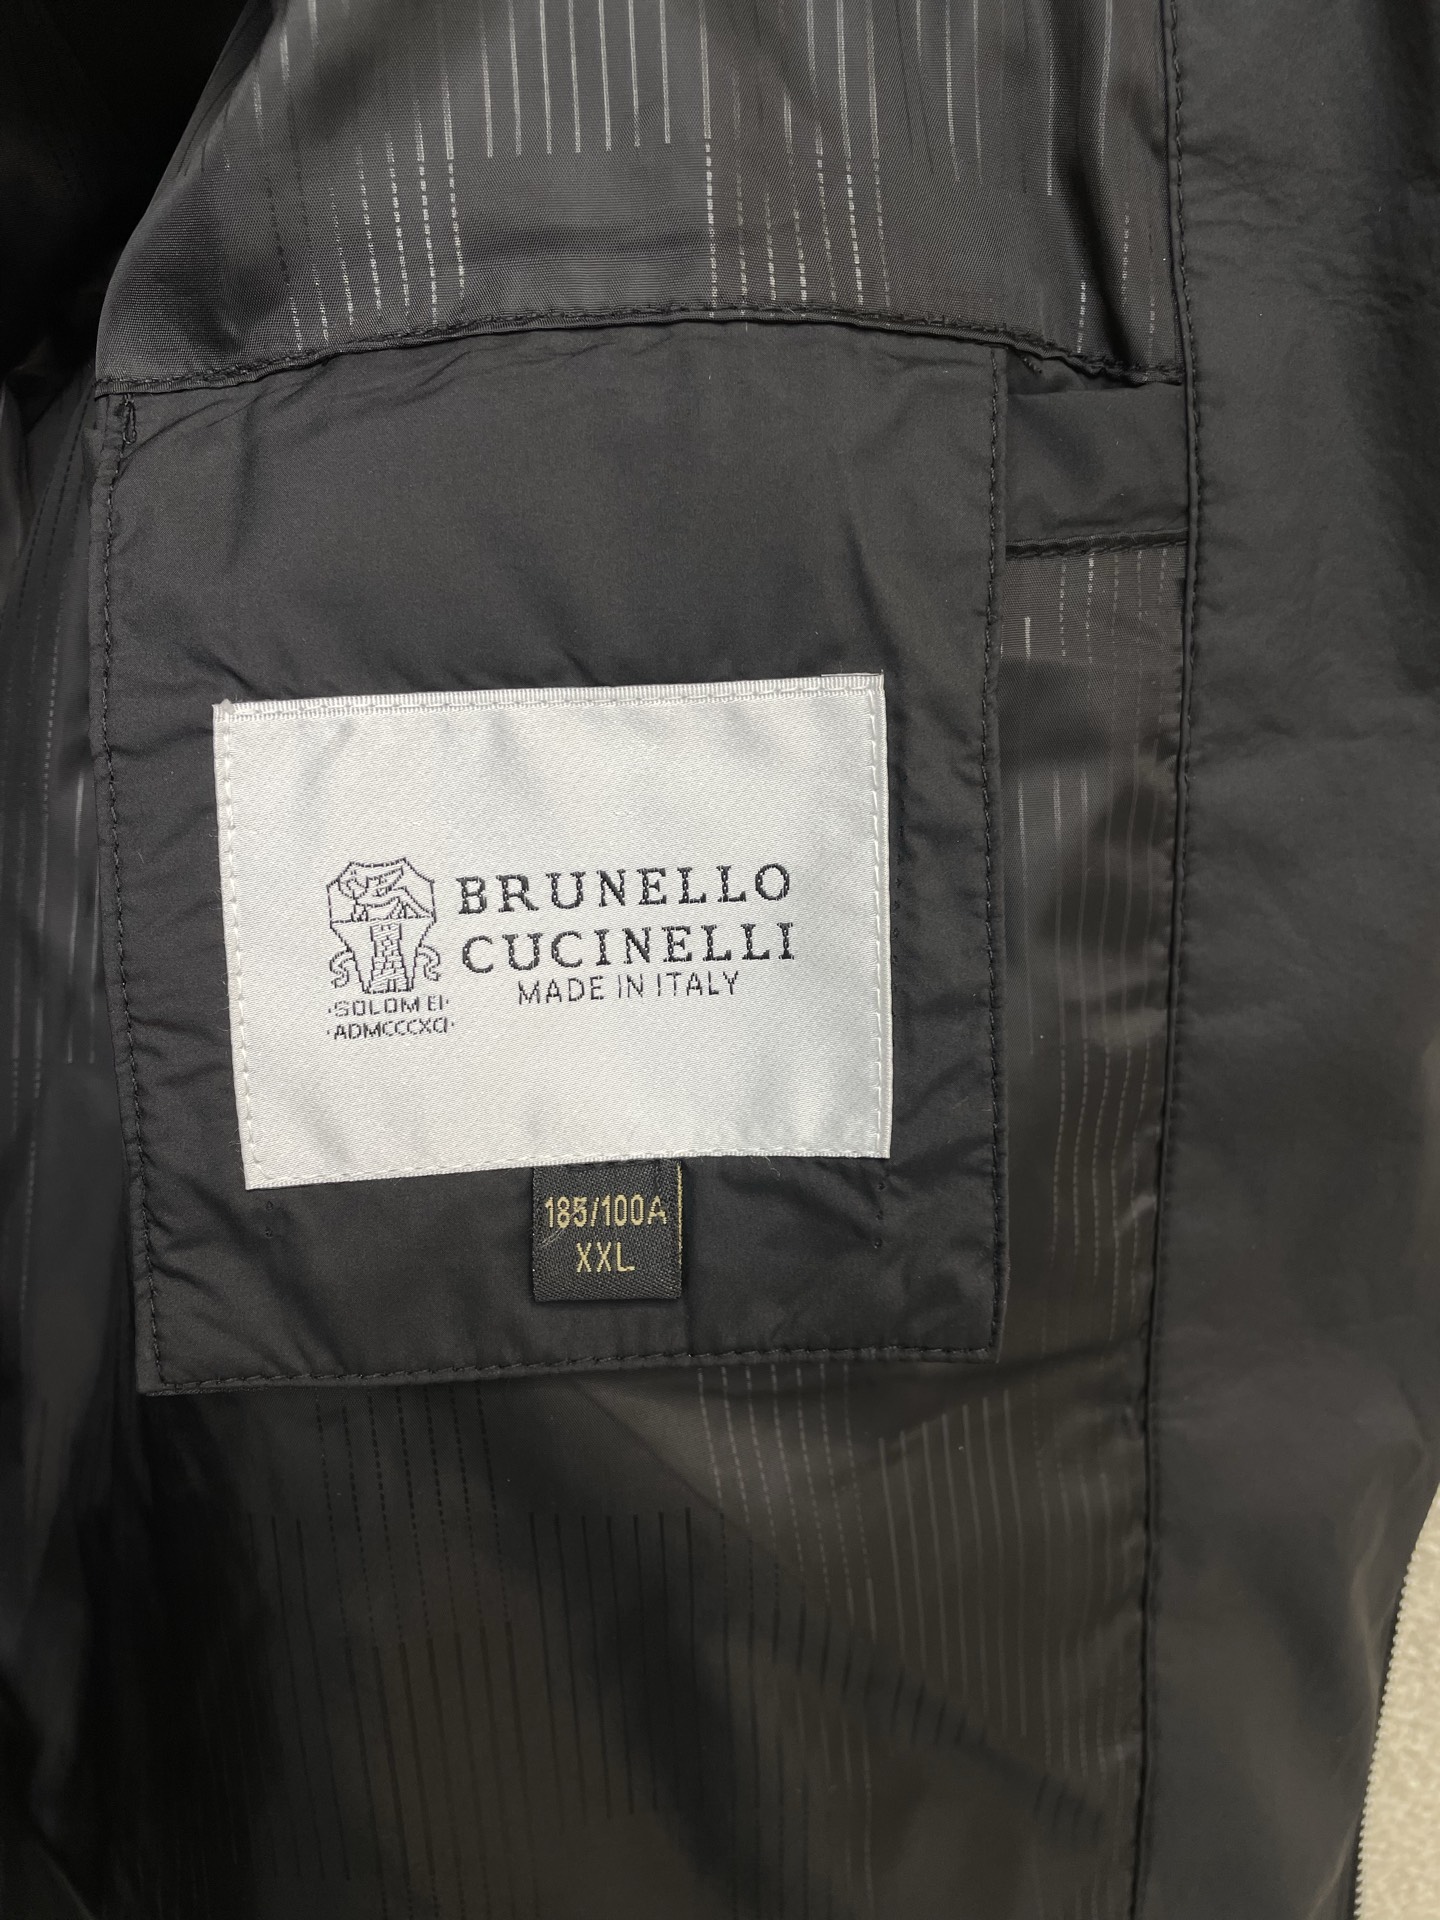 BRUNELLO
CUCINELLI
MADE IN ITALY
·SOLOMEI·
·ADMCCCXCI·
185/100A
XXL